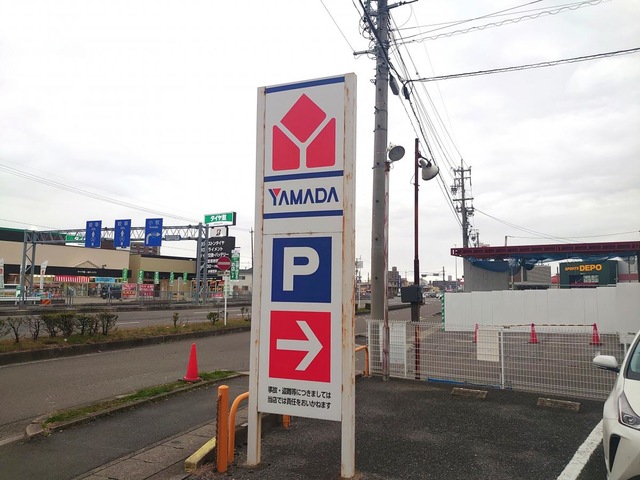 YAMADA
P
事故・盗難等につきましては
当店では責任をおいかねます
タイヤ館
SPORTS DEPO